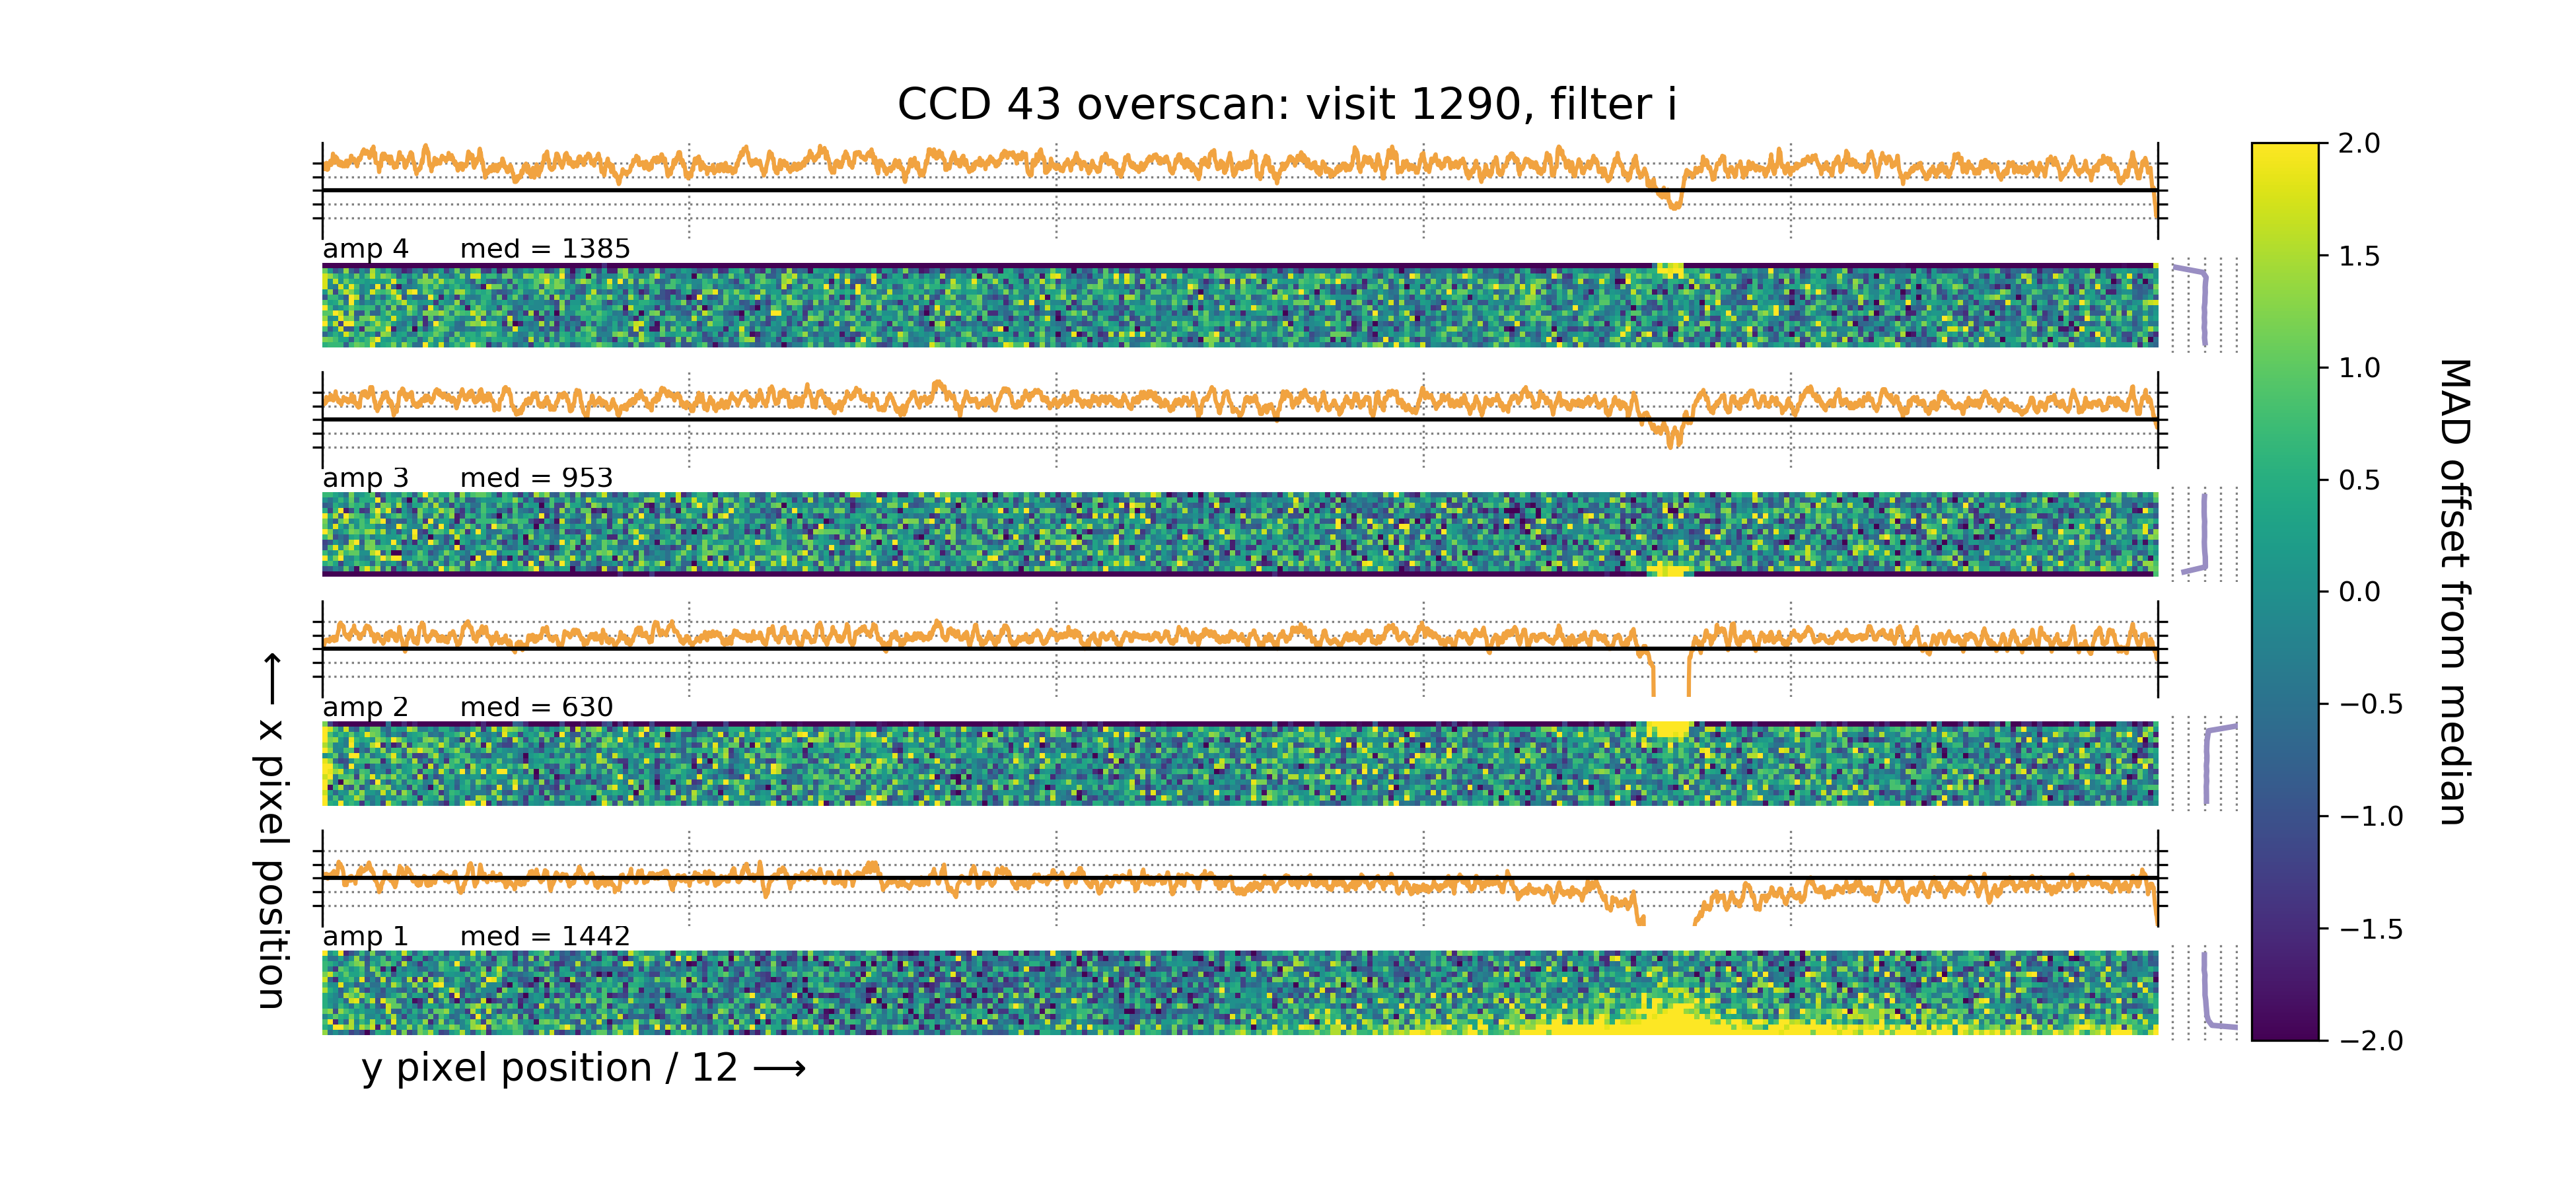 CCD 43 overscan: visit 1290, filter i
amp 4 med = 1385
amp 3 med = 953
amp 2 med = 630
amp 1 med = 1442
⟵ x pixel position
y pixel position / 12 ⟶
2.0
1.5
1.0
0.5
0.0
−0.5
−1.0
−1.5
−2.0
MAD offset from median